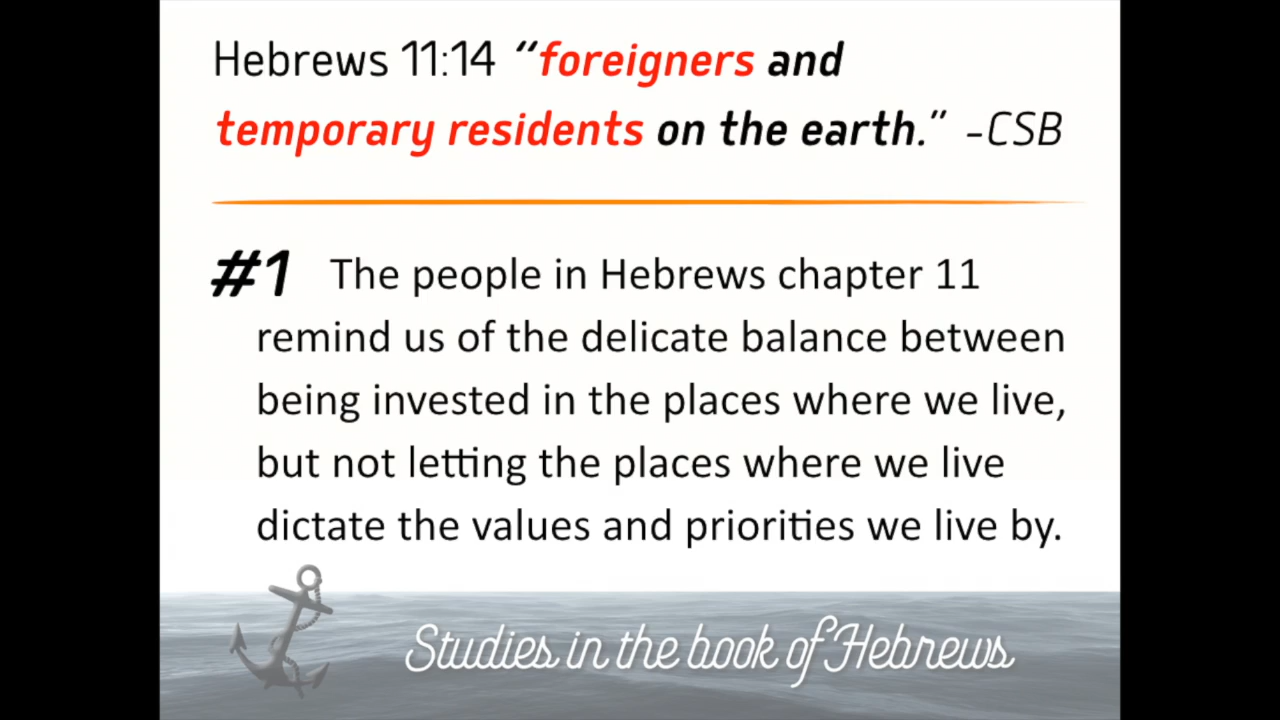 Hebrews 11:14 “foreigners and
temporary residents on the earth.” -CSB
#1 The people in Hebrews chapter 11
remind us of the delicate balance between
being invested in the places where we live,
but not letting the places where we live
dictate the values and priorities we live by.
Studies in the book of Hebrews